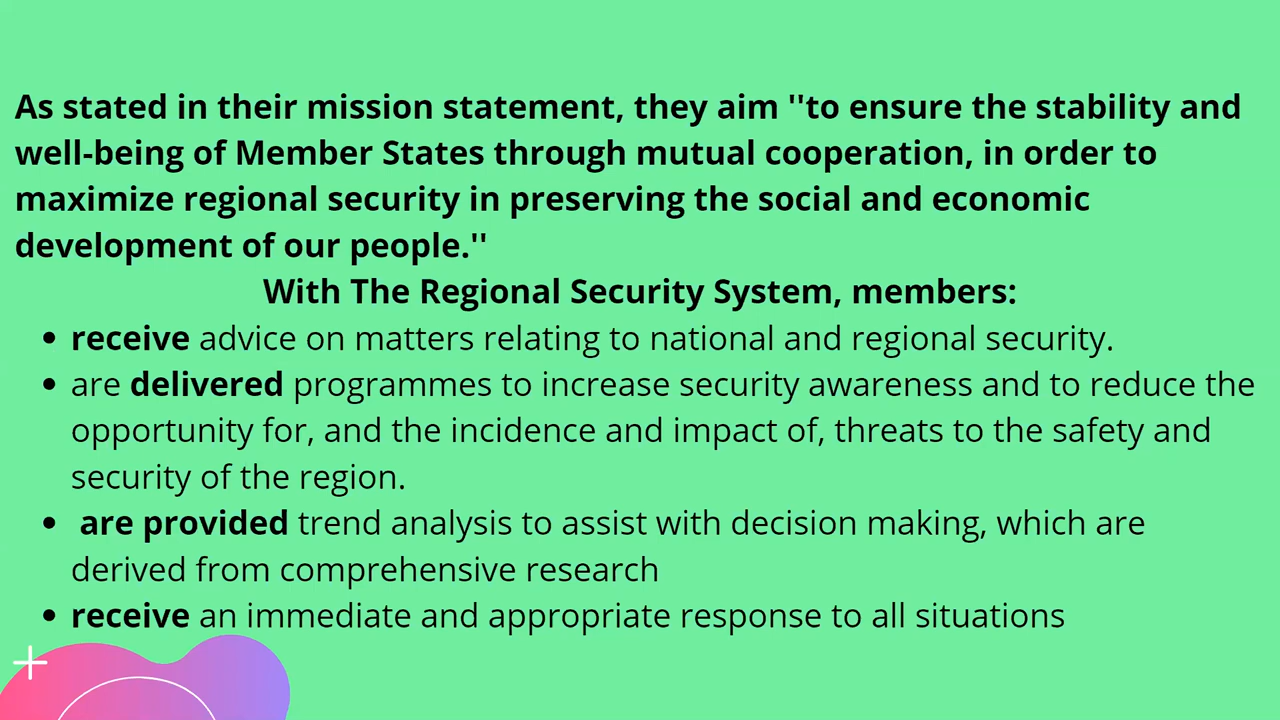 As stated in their mission statement, they aim ''to ensure the stability and
well-being of Member States through mutual cooperation, in order to
maximize regional security in preserving the social and economic
development of our people.''
With The Regional Security System, members:
• receive advice on matters relating to national and regional security.
• are delivered programmes to increase security awareness and to reduce the
opportunity for, and the incidence and impact of, threats to the safety and
security of the region.
• are provided trend analysis to assist with decision making, which are
derived from comprehensive research
• receive an immediate and appropriate response to all situations